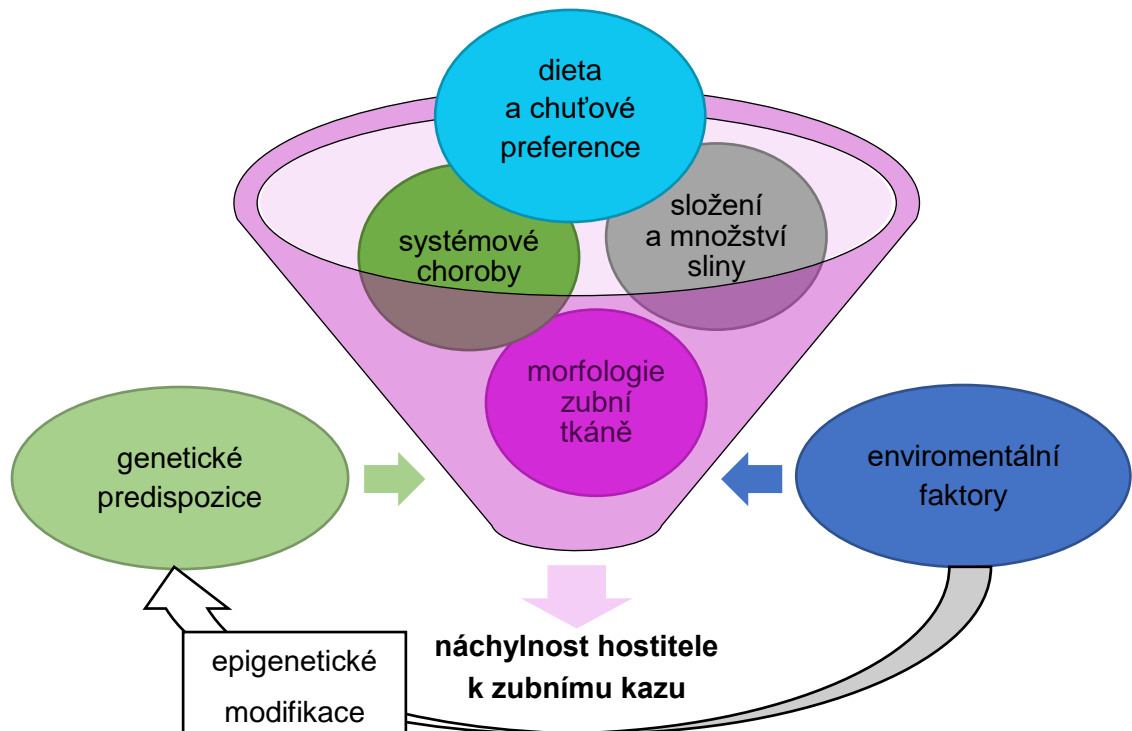 dieta
a chuťové
preference
složení
a množství
sliny
systémové
choroby
morfologie
zubní
tkáně
genetické
predispozice
enviromentální
faktory
náchylnost hostitele
k zubnímu kazu
epigenetické
modifikace